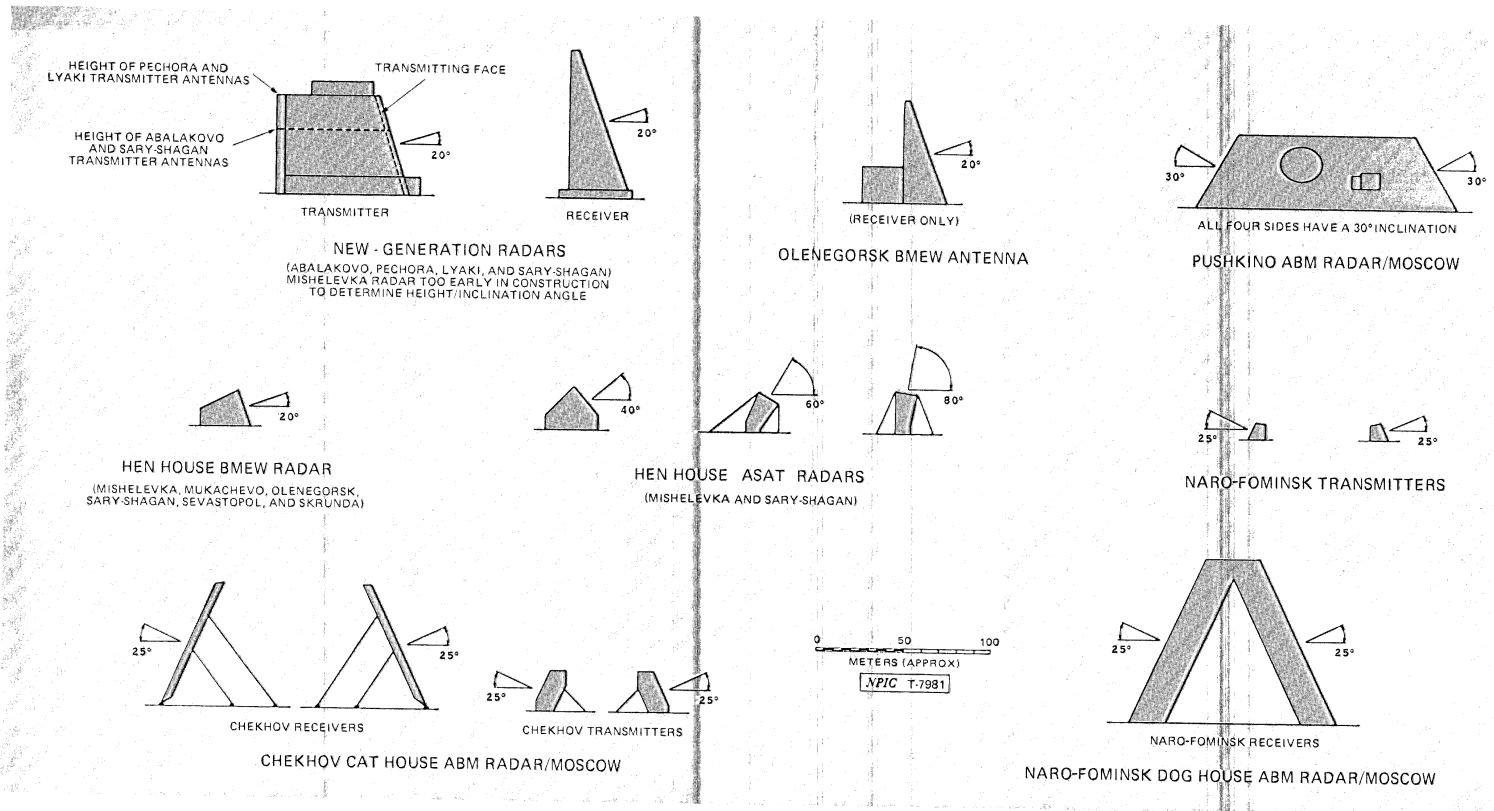 HEIGHT OF PECHORA AND
LYAKI TRANSMITTER ANTENNAS
TRANSMITTING FACE
HEIGHT OF ABALAKOVO
AND SARY-SHAGAN
TRANSMITTER ANTENNAS
20°
TRANSMITTER
20°
RECEIVER
NEW - GENERATION RADARS
(ABALAKOVO, PECHORA, LYAKI, AND SARY-SHAGAN)
MISHELEVKA RADAR TOO EARLY IN CONSTRUCTION
TO DETERMINE HEIGHT/INCLINATION ANGLE
20°
(RECEIVER ONLY)
OLENEGORSK BMEW ANTENNA
30°
30°
ALL FOUR SIDES HAVE A 30° INCLINATION
PUSHKINO ABM RADAR/MOSCOW
20°
HEN HOUSE BMEW RADAR
(MISHELEVKA, MUKACHEVO, OLENEGORSK,
SARY-SHAGAN, SEVASTOPOL, AND SKRUNDA)
40°
60°
80°
HEN HOUSE ASAT RADARS
(MISHELEVKA AND SARY-SHAGAN)
25°
25°
NARO-FOMINSK TRANSMITTERS
25°
25°
CHEKHOV RECEIVERS
25°
25°
CHEKHOV TRANSMITTERS
CHEKHOV CAT HOUSE ABM RADAR/MOSCOW
0 50 100
METERS (APPROX)
NPIC T-7981
25°
25°
NARO-FOMINSK RECEIVERS
NARO-FOMINSK DOG HOUSE ABM RADAR/MOSCOW